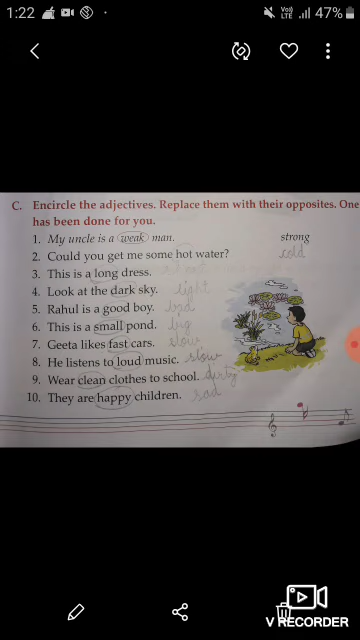 1:22
Vo)) LTE
47%
C. Encircle the adjectives. Replace them with their opposites. One
has been done for you.
1. My uncle is a weak man. strong
2. Could you get me some hot water? cold
3. This is a long dress. short
4. Look at the dark sky. light
5. Rahul is a good boy. bad
6. This is a small pond. big
7. Geeta likes fast cars. slow
8. He listens to loud music. slow
9. Wear clean clothes to school. dirty
10. They are happy children. sad
V RECORDER